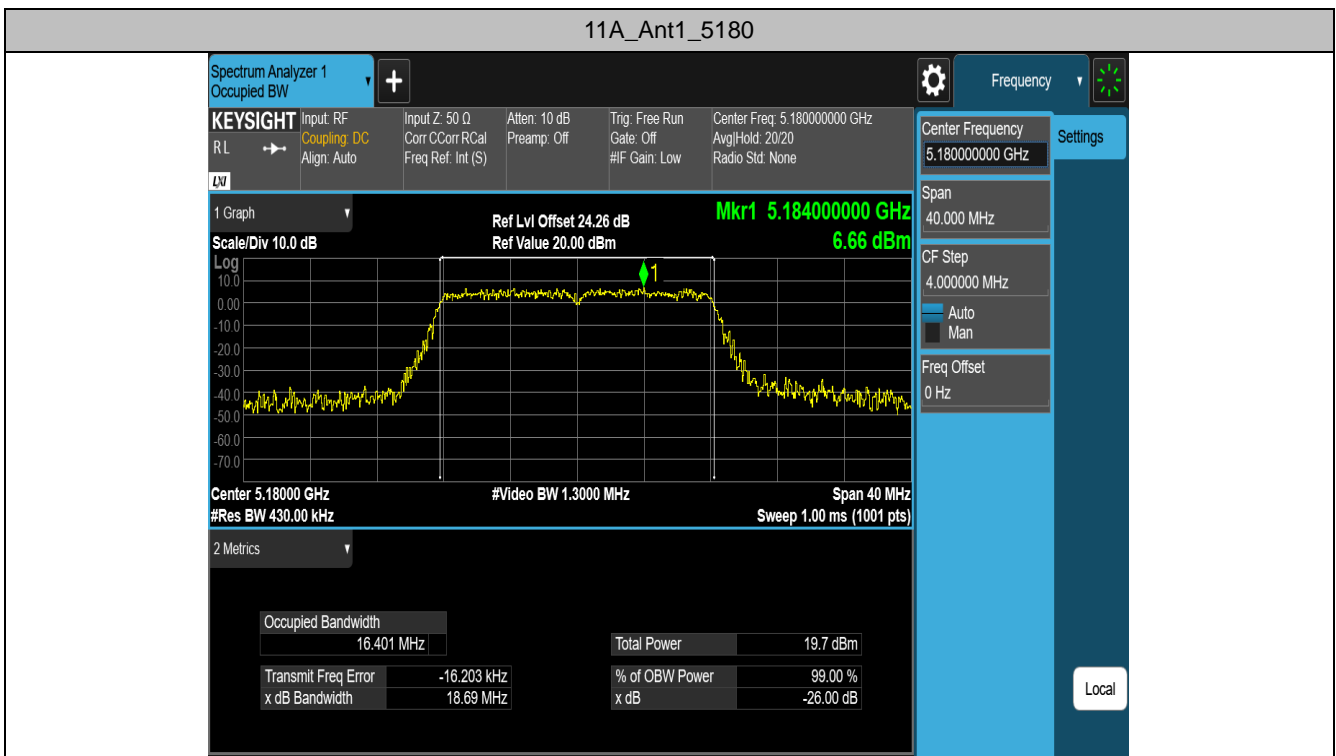 11A_Ant1_5180
Spectrum Analyzer 1
Occupied BW
+
Frequency
KEYSIGHT
RL
LXI
Input: RF
Coupling: DC
Align: Auto
Input Z: 50 Ω
Corr CCorr RCal
Freq Ref: Int (S)
Atten: 10 dB
Preamp: Off
Trig: Free Run
Gate: Off
#IF Gain: Low
Center Freq: 5.180000000 GHz
Avg|Hold: 20/20
Radio Std: None
Center Frequency
5.180000000 GHz
Settings
Span
40.000 MHz
CF Step
4.000000 MHz
Auto
Man
Freq Offset
0 Hz
Local
1 Graph
Scale/Div 10.0 dB
Ref Lvl Offset 24.26 dB
Ref Value 20.00 dBm
Mkr1 5.184000000 GHz
6.66 dBm
Log
10.0
0.00
-10.0
-20.0
-30.0
-40.0
-50.0
-60.0
-70.0
1
Center 5.18000 GHz
#Res BW 430.00 kHz
#Video BW 1.3000 MHz
Span 40 MHz
Sweep 1.00 ms (1001 pts)
2 Metrics
Occupied Bandwidth
16.401 MHz
Total Power 19.7 dBm
Transmit Freq Error -16.203 kHz
% of OBW Power 99.00 %
x dB Bandwidth 18.69 MHz
x dB -26.00 dB